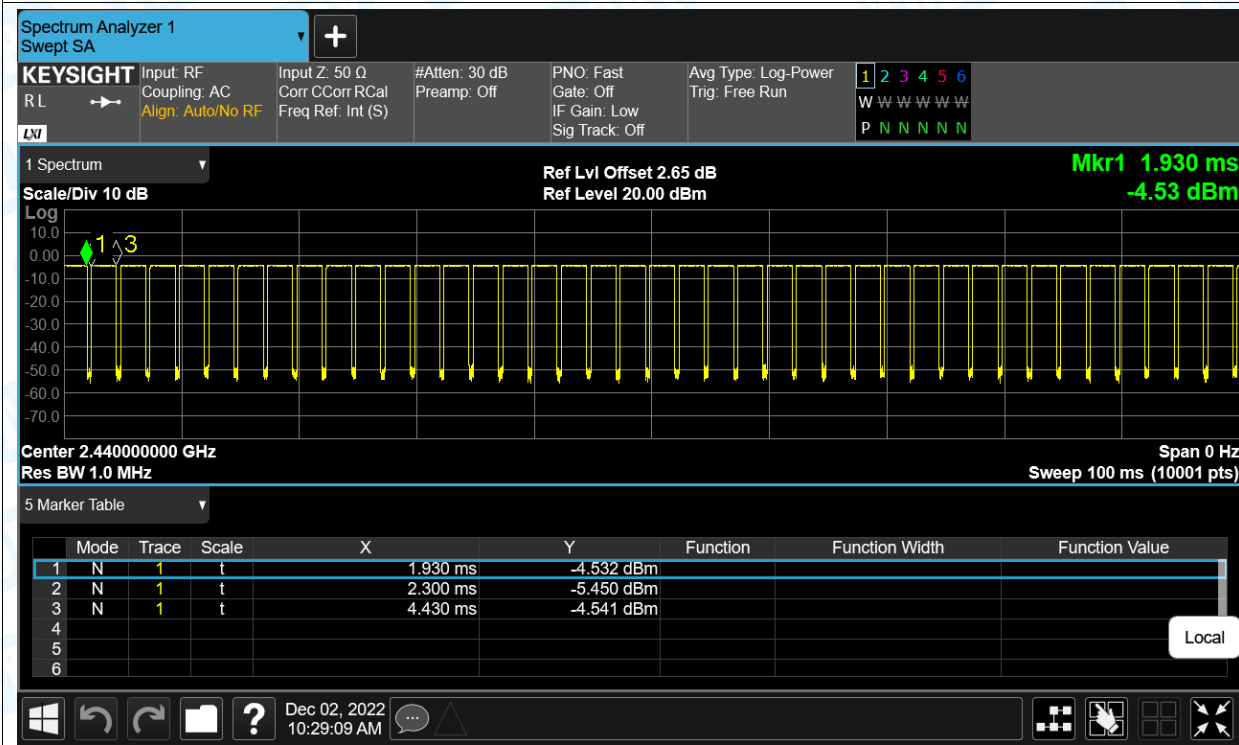 Spectrum Analyzer 1
Swept SA
+
KEYSIGHT Input: RF Input Z: 50 Ω #Atten: 30 dB PNO: Fast Avg Type: Log-Power 1 2 3 4 5 6
RL Coupling: AC Corr CCorr RCal Preamp: Off Gate: Off Trig: Free Run W W W W W W
Align: Auto/No RF Freq Ref: Int (S) IF Gain: Low
LXI Sig Track: Off P N N N N N
1 Spectrum
Ref Lvl Offset 2.65 dB Mkr1 1.930 ms
Scale/Div 10 dB Ref Level 20.00 dBm -4.53 dBm
Log
10.0
1 3
0.00
-10.0
-20.0
-30.0
-40.0
-50.0
-60.0
-70.0
Center 2.440000000 GHz Span 0 Hz
Res BW 1.0 MHz Sweep 100 ms (10001 pts)
5 Marker Table
Mode Trace Scale X Y Function Function Width Function Value
1 N 1 t 1.930 ms -4.532 dBm
2 N 1 t 2.300 ms -5.450 dBm
3 N 1 t 4.430 ms -4.541 dBm
4
5
6
Local
? Dec 02, 2022
10:29:09 AM